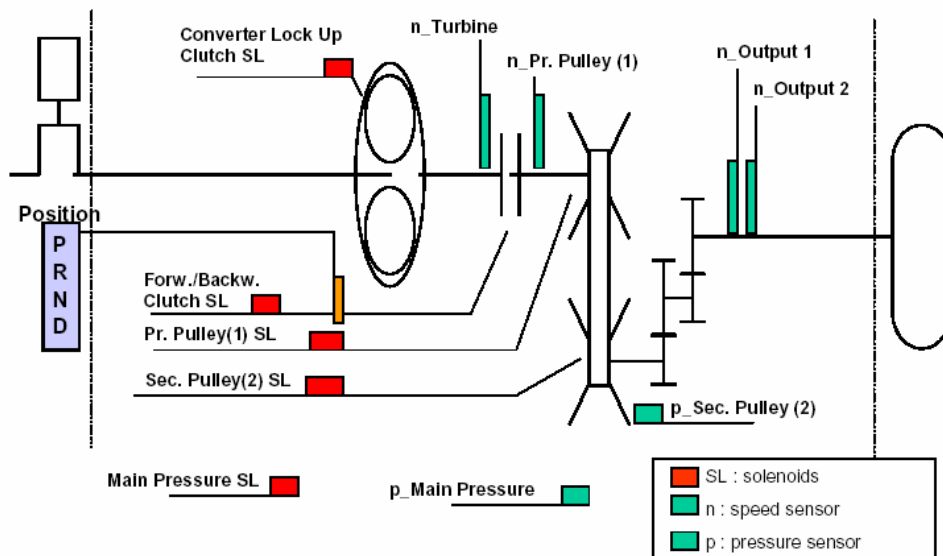 Converter Lock Up
Clutch SL
n_Turbine
n_Pr. Pulley (1)
n_Output 1
n_Output 2
Position
P
R
N
D
Forw./Backw.
Clutch SL
Pr. Pulley(1) SL
Sec. Pulley(2) SL
p_Sec. Pulley (2)
Main Pressure SL
p_Main Pressure
SL : solenoids
n : speed sensor
p : pressure sensor